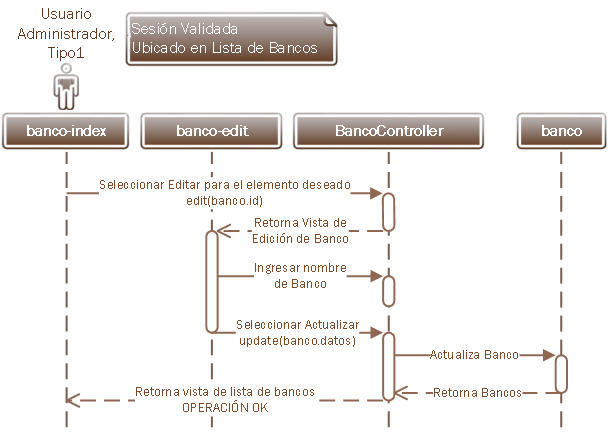 Usuario
Administrador,
Tipo1
Sesión Validada
Ubicado en Lista de Bancos
banco-index
banco-edit
BancoController
banco
Seleccionar Editar para el elemento deseado
edit(banco.id)
Retorna Vista de
Edición de Banco
Ingresar nombre
de Banco
Seleccionar Actualizar
update(banco.datos)
Actualiza Banco
Retorna Bancos
Retorna vista de lista de bancos
OPERACIÓN OK